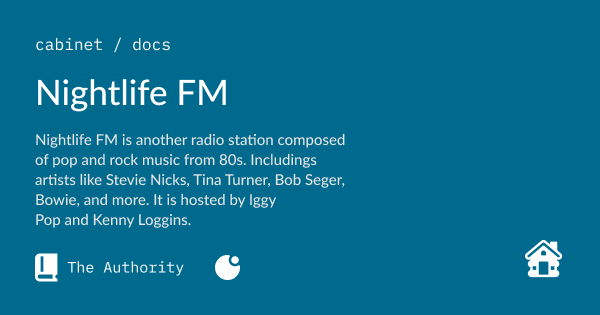 cabinet / docs
Nightlife FM
Nightlife FM is another radio station composed
of pop and rock music from 80s. Includings
artists like Stevie Nicks, Tina Turner, Bob Seger,
Bowie, and more. It is hosted by Iggy
Pop and Kenny Loggins.
The Authority